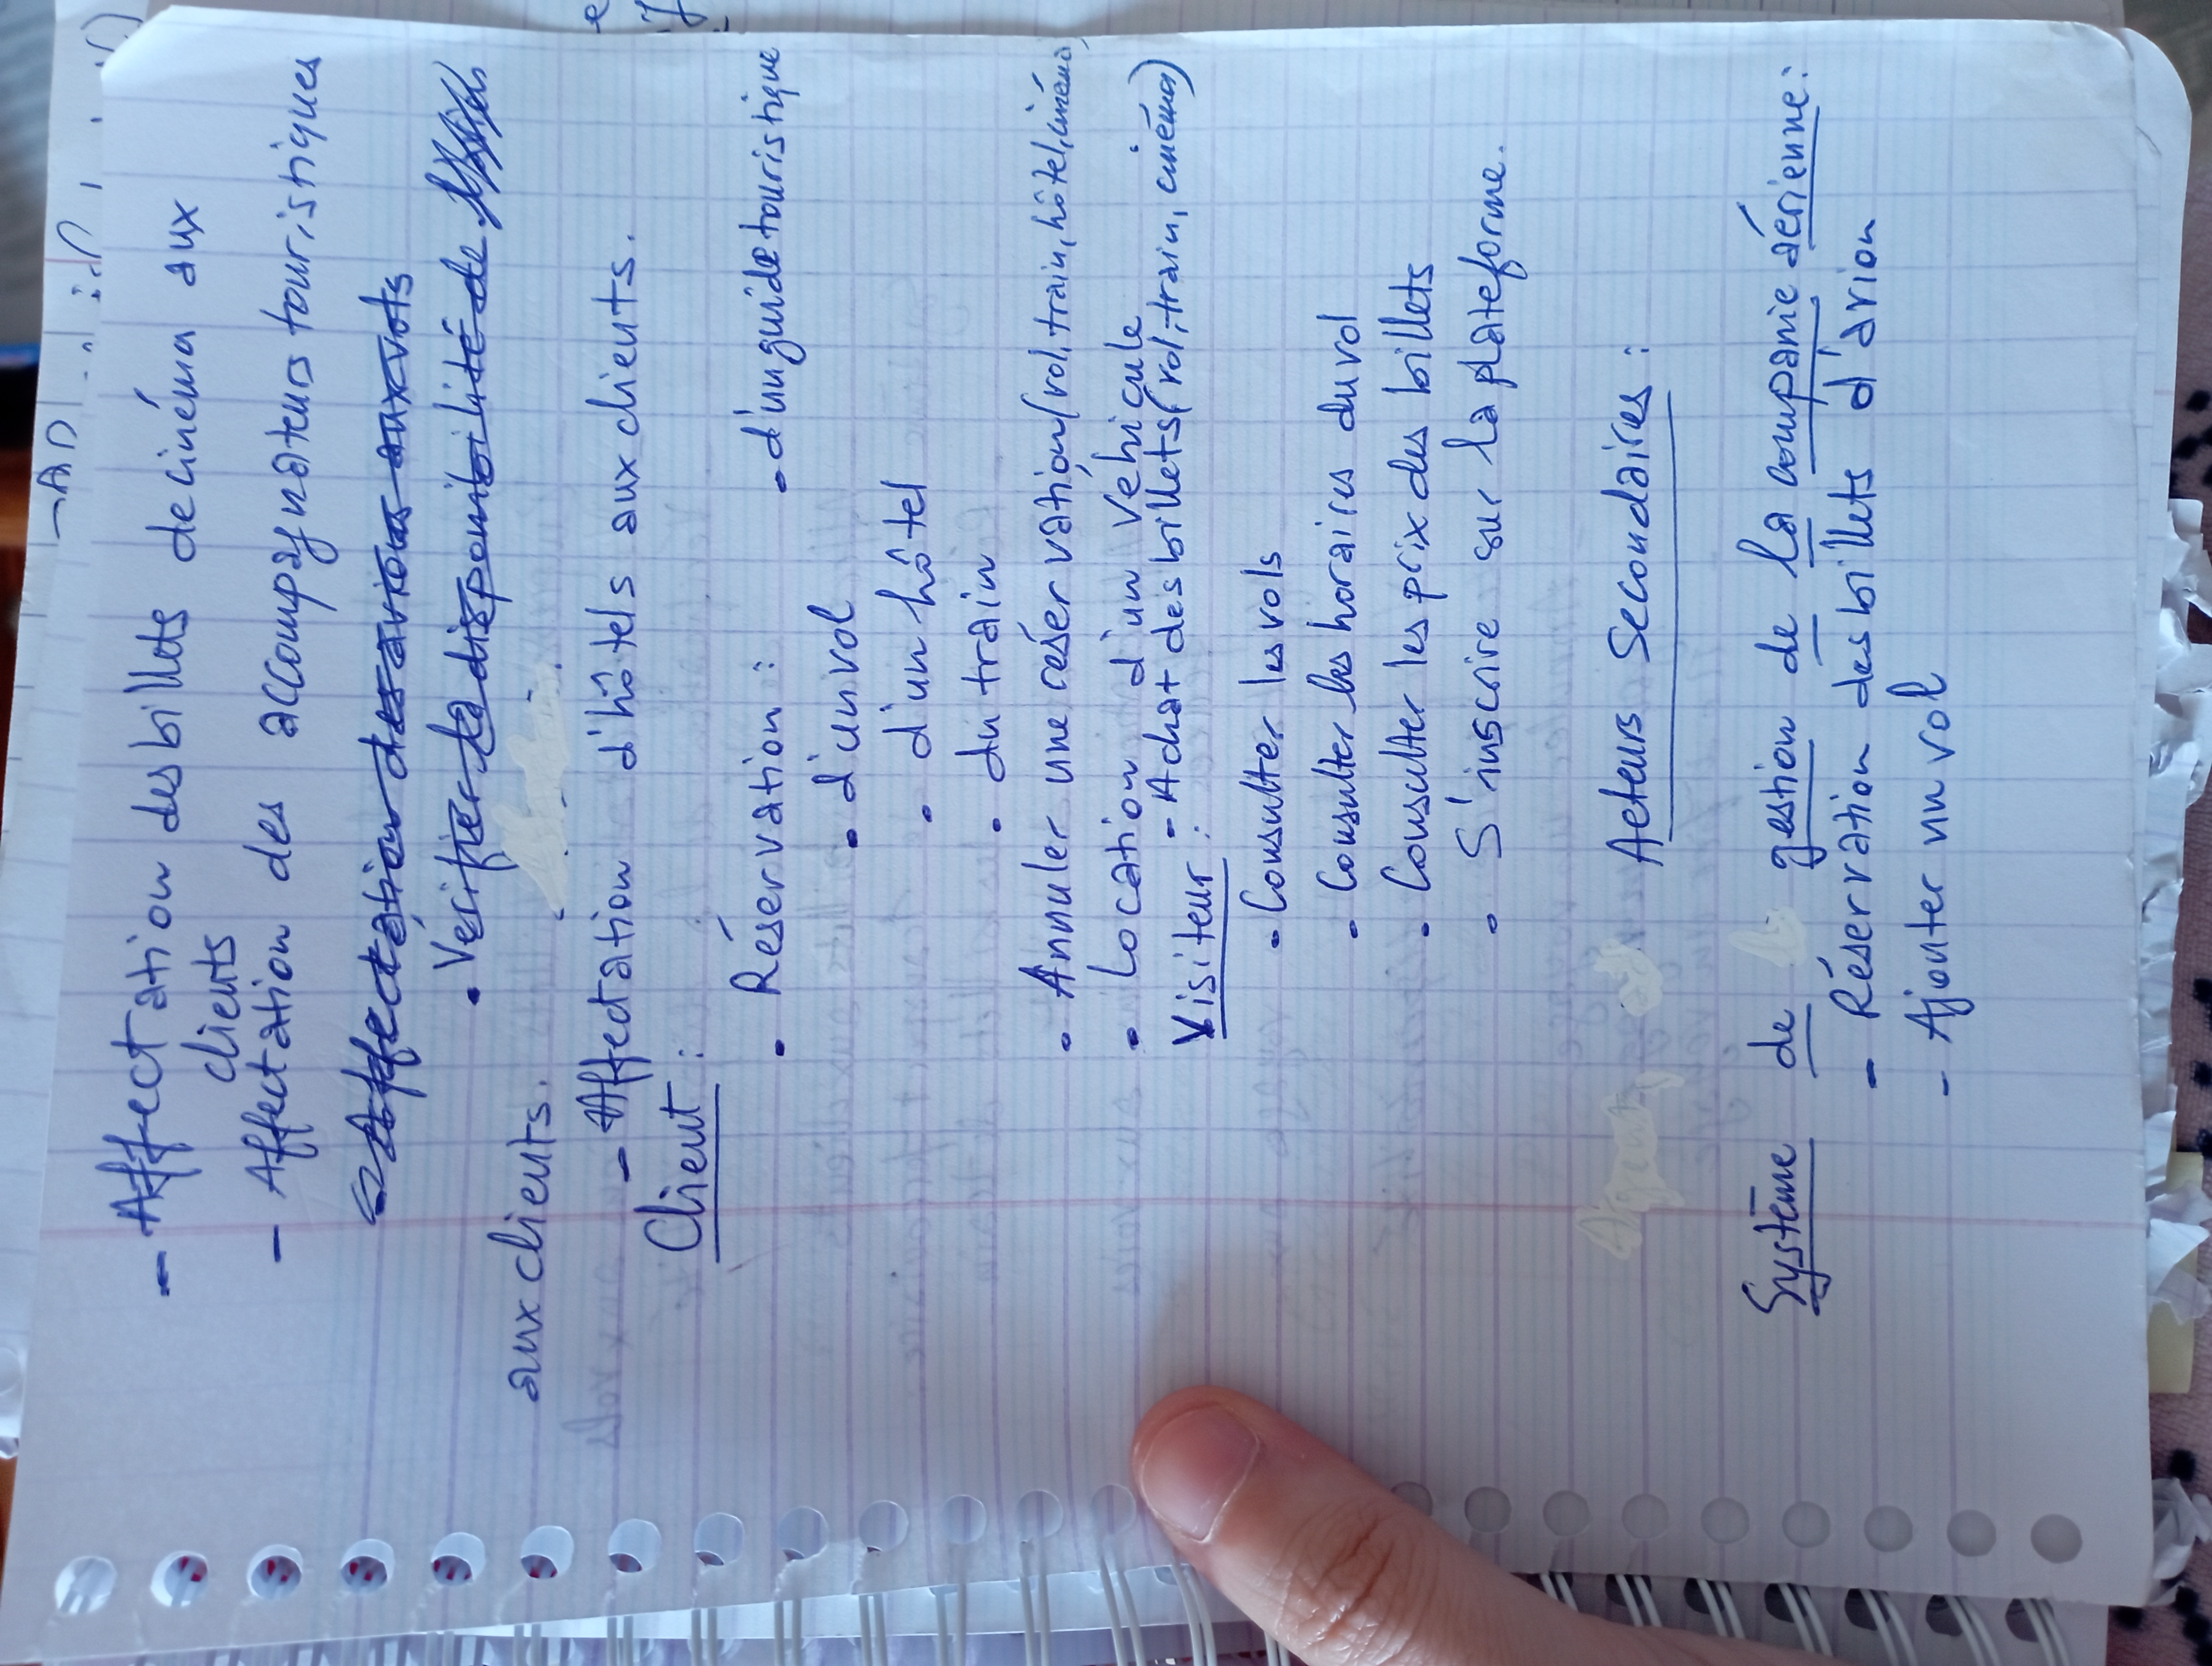 - Affectation des billets de cinéma aux
clients
- Affectation des accompagnateurs touristiques
- Affectation des avions aux vols
. Vérifier la disponibilité de
aux clients.
- Affectation d'hôtels aux clients.
Client :
. Réservation : . d'un guide touristique
. d'un vol
. d'un hôtel
. du train
. Annuler une réservation (vol, train, hôtel, cinéma)
. Location d'un véhicule
- Achat des billets (vol, train, cinéma)
Visiteur :
. Consulter les vols
. Consulter les horaires du vol
. Consulter les prix des billets
. S'inscrire sur la plateforme.
Acteurs Secondaires :
Système de gestion de la companie aérienne :
- Réservation des billets d'avion
- Ajouter un vol